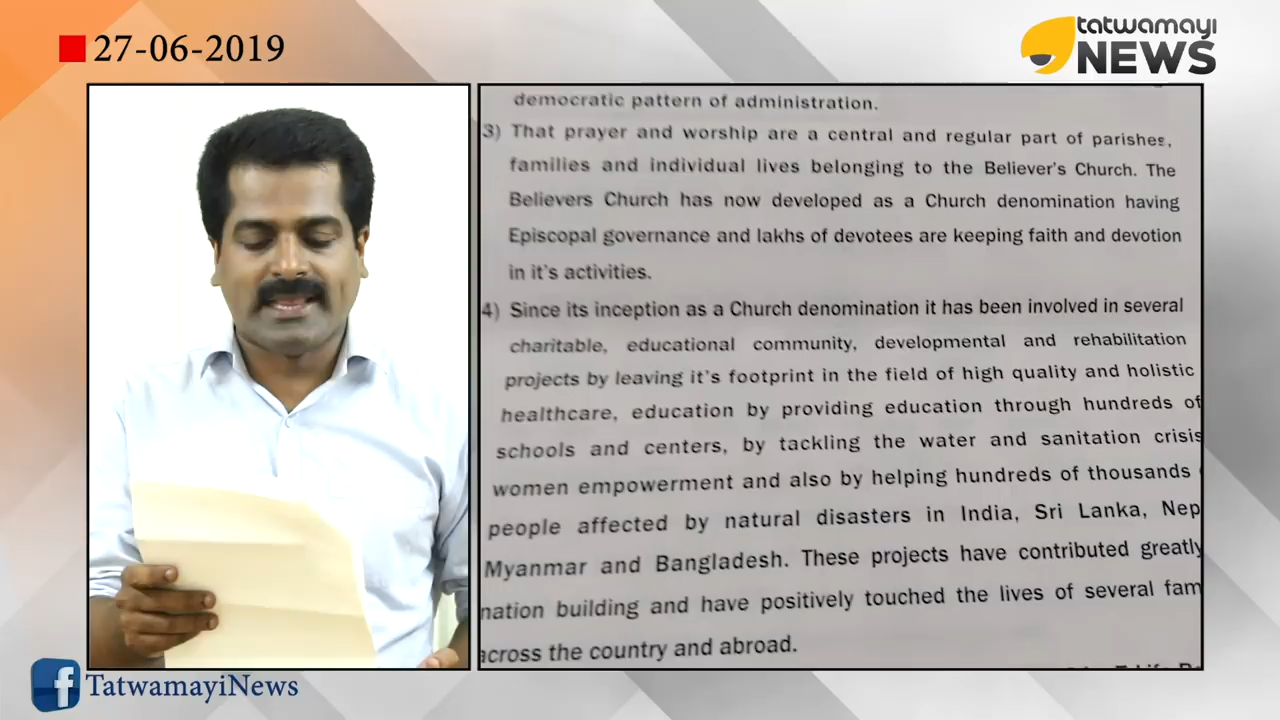 27-06-2019
tatwamayi
NEWS
democratic pattern of administration.
3) That prayer and worship are a central and regular part of parishes,
families and individual lives belonging to the Believer's Church. The
Believers Church has now developed as a Church denomination having
Episcopal governance and lakhs of devotees are keeping faith and devotion
in it's activities.
4) Since its inception as a Church denomination it has been involved in several
charitable, educational community, developmental and rehabilitation
projects by leaving it's footprint in the field of high quality and holistic
healthcare, education by providing education through hundreds of
schools and centers, by tackling the water and sanitation crisis
women empowerment and also by helping hundreds of thousands
people affected by natural disasters in India, Sri Lanka, Nep
Myanmar and Bangladesh. These projects have contributed greatly
nation building and have positively touched the lives of several fam
across the country and abroad.
TatwamayiNews